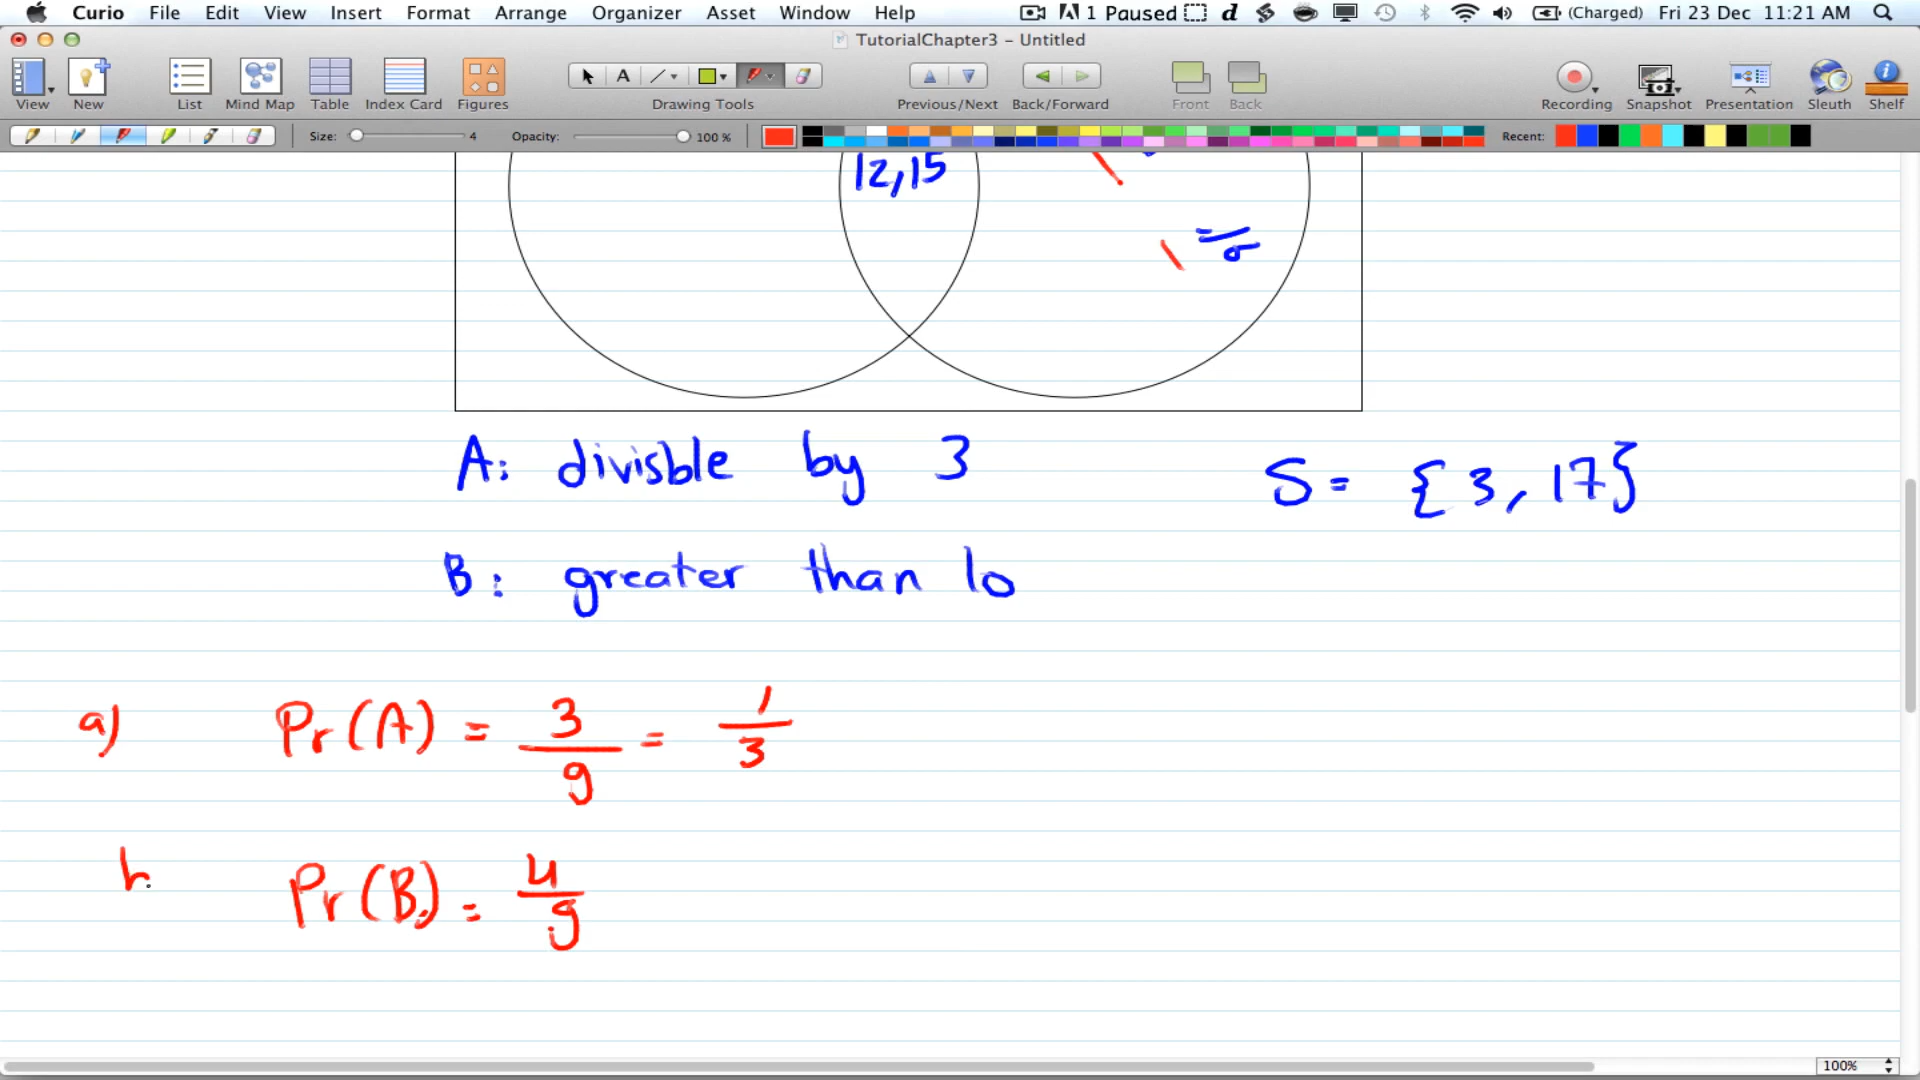 Curio File Edit View Insert Format Arrange Organizer Asset Window Help 1 Paused (Charged) Fri 23 Dec 11:21 AM
TutorialChapter3 – Untitled
View New List Mind Map Table Index Card Figures Drawing Tools Previous/Next Back/Forward Front Back Recording Snapshot Presentation Sleuth Shelf
Size: 4 Opacity: 100 % Recent:
12,15
A: divisble by 3
S = { 3, 17}
B: greater than 10
a) Pr(A) = 3/9 = 1/3
Pr(B) = 4/9
100%